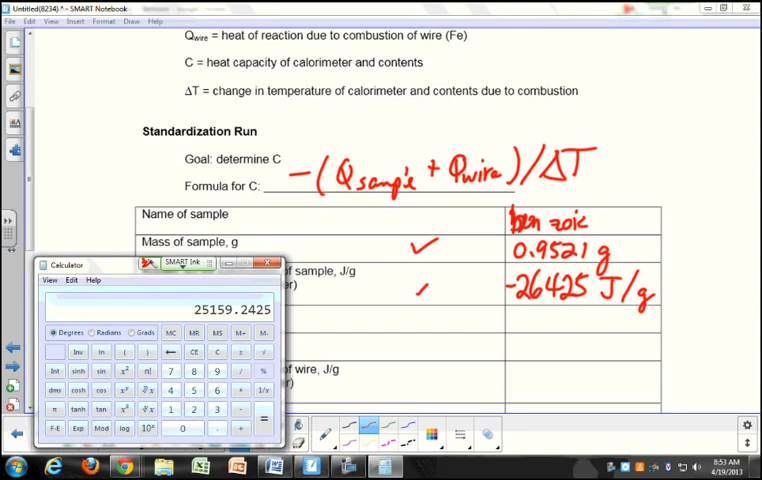 Untitled(8234) * - SMART Notebook
File Edit View Insert Format
Q_wire = heat of reaction due to combustion of wire (Fe)
C = heat capacity of calorimeter and contents
ΔT = change in temperature of calorimeter and contents due to combustion
Standardization Run
Goal: determine C
Formula for C: -(Qsample + Qwire)/ΔT
Name of sample benzoic
Mass of sample, g ✓ 0.9521 g
of sample, J/g ✓ -26425 J/g
er)
of wire, J/g
er)
Calculator SMART Ink
View Edit Help
25159.2425
Degrees Radians Grads MC MR MS M+ M-
Inv ln ( ) ← CE C ± √
Int sinh sin x² n! 7 8 9 / %
dms cosh cos 4 5 6 * 1/x
π tanh tan x³ 1 2 3 - =
F-E Exp Mod log 10ˣ 0 . +
8:53 AM
4/19/2013